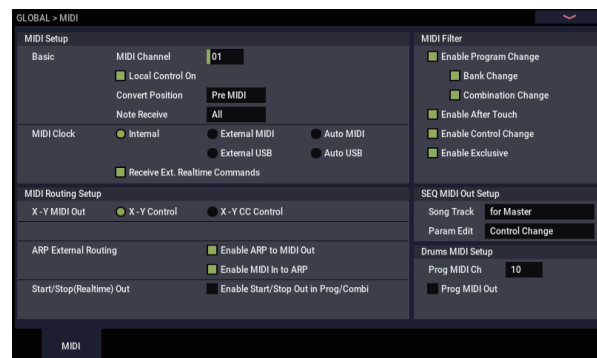 GLOBAL > MIDI
MIDI Setup
Basic
MIDI Channel 01
Local Control On
Convert Position Pre MIDI
Note Receive All
MIDI Clock
Internal External MIDI Auto MIDI
External USB Auto USB
Receive Ext. Realtime Commands
MIDI Routing Setup
X -Y MIDI Out X -Y Control X -Y CC Control
ARP External Routing Enable ARP to MIDI Out
Enable MIDI In to ARP
Start/Stop(Realtime) Out Enable Start/Stop Out in Prog/Combi
MIDI Filter
Enable Program Change
Bank Change
Combination Change
Enable After Touch
Enable Control Change
Enable Exclusive
SEQ MIDI Out Setup
Song Track for Master
Param Edit Control Change
Drums MIDI Setup
Prog MIDI Ch 10
Prog MIDI Out
MIDI